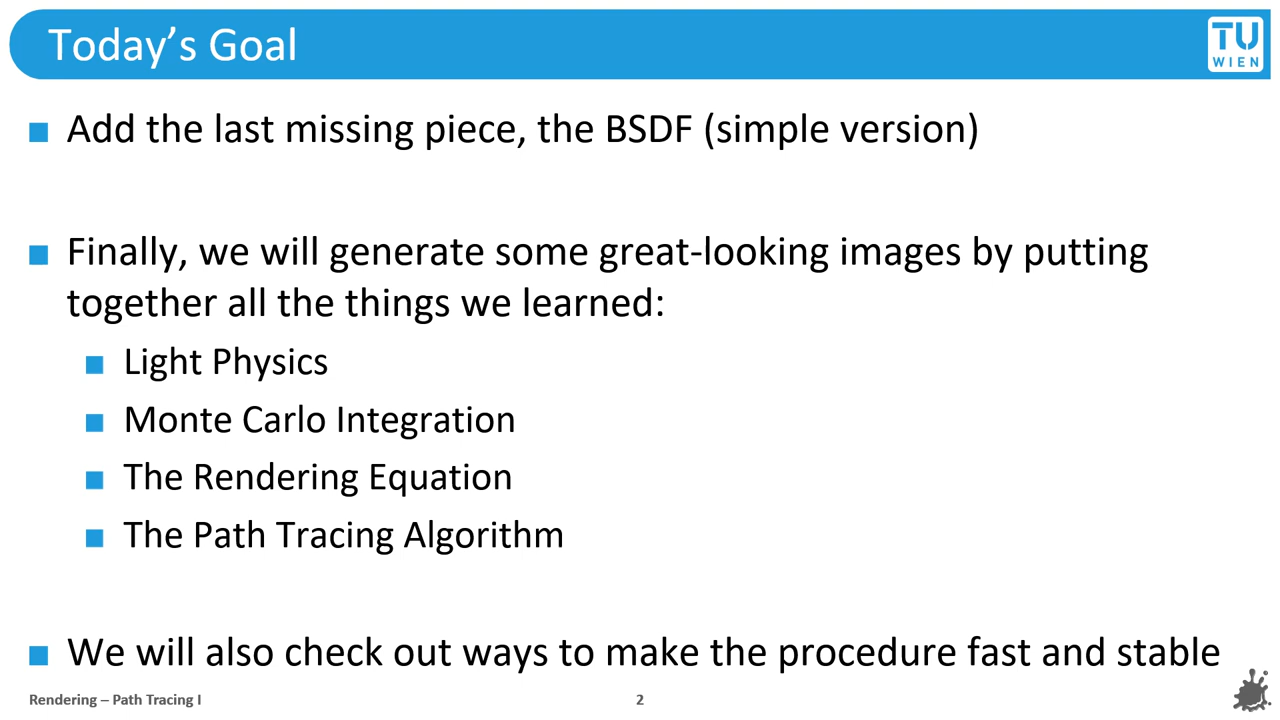 Today’s Goal
TU
WIEN
Add the last missing piece, the BSDF (simple version)
Finally, we will generate some great-looking images by putting
together all the things we learned:
Light Physics
Monte Carlo Integration
The Rendering Equation
The Path Tracing Algorithm
We will also check out ways to make the procedure fast and stable
Rendering – Path Tracing I
2